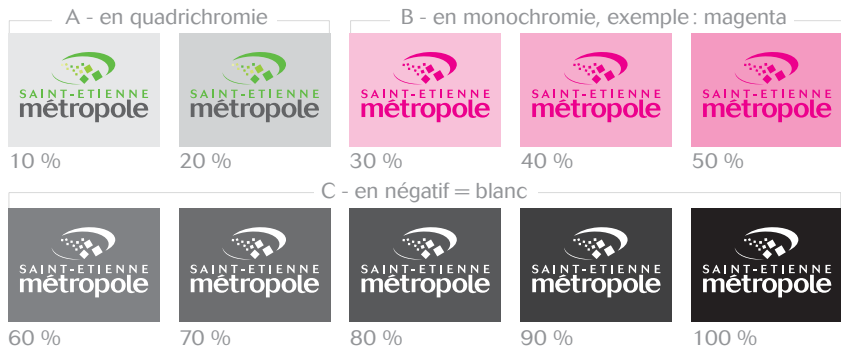 A - en quadrichromie
B - en monochromie, exemple : magenta
SAINT-ETIENNE
métropole
SAINT-ETIENNE
métropole
SAINT-ETIENNE
métropole
SAINT-ETIENNE
métropole
SAINT-ETIENNE
métropole
10 %
20 %
30 %
40 %
50 %
C - en négatif = blanc
SAINT-ETIENNE
métropole
SAINT-ETIENNE
métropole
SAINT-ETIENNE
métropole
SAINT-ETIENNE
métropole
SAINT-ETIENNE
métropole
60 %
70 %
80 %
90 %
100 %